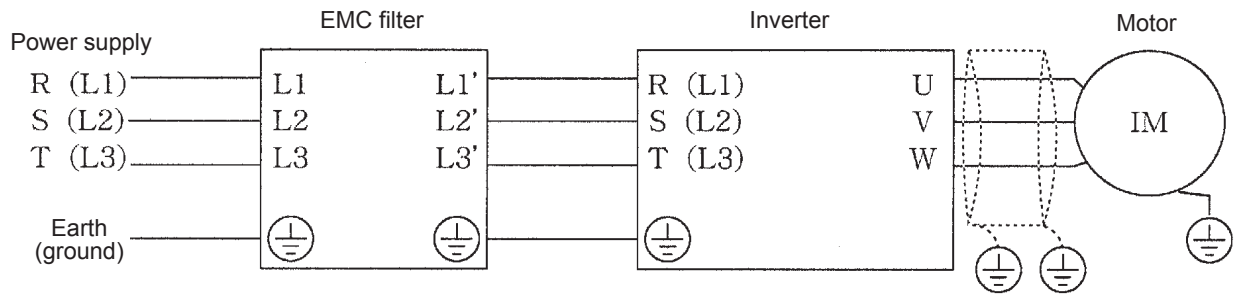 Power supply
EMC filter
Inverter
Motor
R (L1)
L1
L1'
R (L1)
U
S (L2)
L2
L2'
S (L2)
V
IM
T (L3)
L3
L3'
T (L3)
W
Earth
(ground)